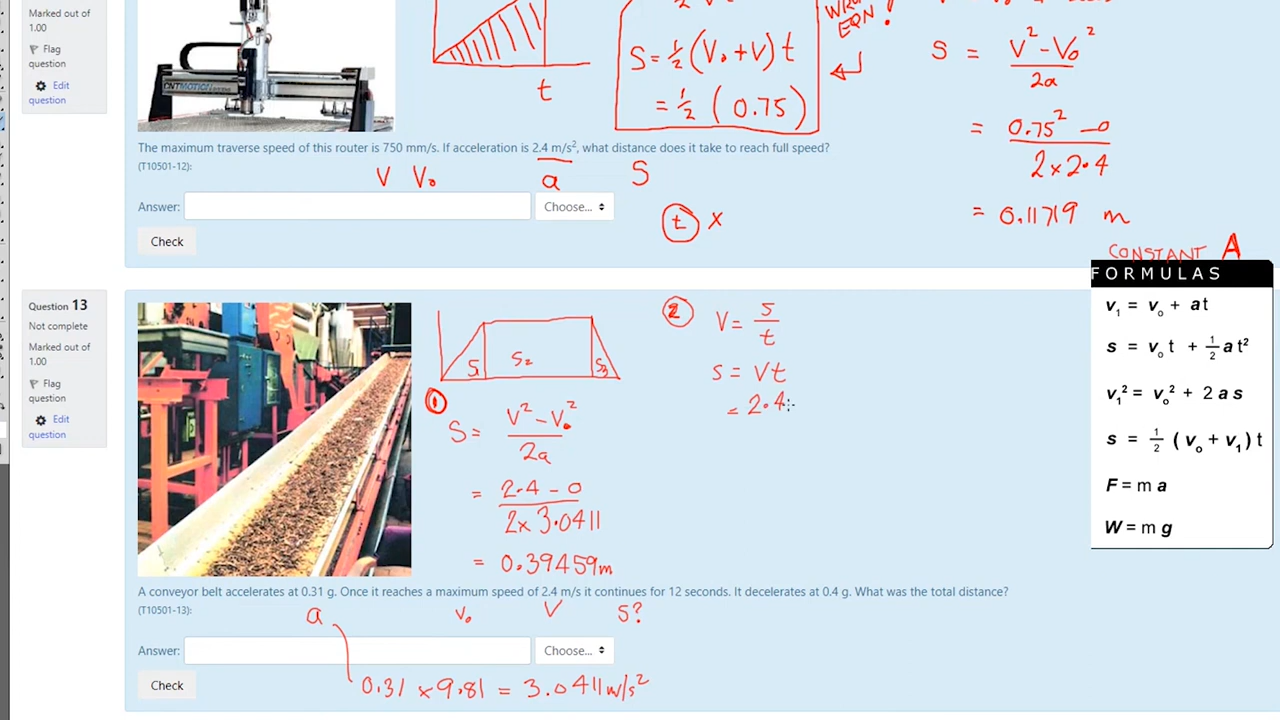 Marked out of
1.00
Flag
question
Edit
question
CNTMOTION
t
S = ½ (V₀ + V) t
= ½ ( 0.75 )
EQN !
S = V² - V₀² / 2a
= 0.75² - 0 / 2 x 2.4
= 0.11719 m
The maximum traverse speed of this router is 750 mm/s. If acceleration is 2.4 m/s², what distance does it take to reach full speed?
(T10501-12):
V V₀ a S
Answer:
Choose...
t x
Check
CONSTANT A
FORMULAS
v₁ = v₀ + at
s = v₀t + ½ at²
v₁² = v₀² + 2 as
s = ½ (v₀ + v₁) t
F = m a
W = m g
Question 13
Not complete
Marked out of
1.00
Flag
question
Edit
question
S₁ S₂ S₃
1
S = V² - V₀² / 2a
= 2.4 - 0 / 2x 3.0411
= 0.39459m
2
V = S / t
S = Vt
= 2.4
A conveyor belt accelerates at 0.31 g. Once it reaches a maximum speed of 2.4 m/s it continues for 12 seconds. It decelerates at 0.4 g. What was the total distance?
(T10501-13):
a V₀ V S?
Answer:
Choose...
Check
0.31 x 9.81 = 3.0411 m/s²